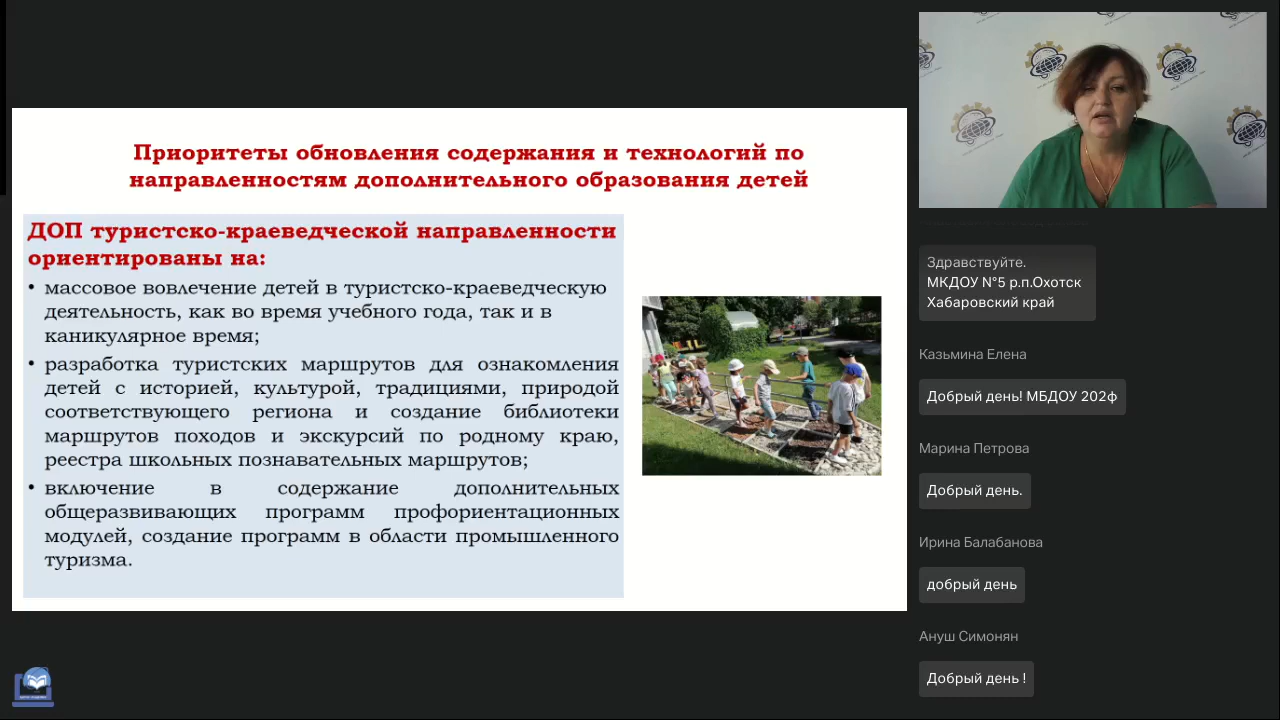 Приоритеты обновления содержания и технологий по
направленностям дополнительного образования детей
ДОП туристско-краеведческой направленности
ориентированы на:
• массовое вовлечение детей в туристско-краеведческую
деятельность, как во время учебного года, так и в
каникулярное время;
• разработка туристских маршрутов для ознакомления
детей с историей, культурой, традициями, природой
соответствующего региона и создание библиотеки
маршрутов походов и экскурсий по родному краю,
реестра школьных познавательных маршрутов;
• включение в содержание дополнительных
общеразвивающих программ профориентационных
модулей, создание программ в области промышленного
туризма.
Здравствуйте.
МКДОУ N°5 р.п.Охотск
Хабаровский край
Казьмина Елена
Добрый день! МБДОУ 202ф
Марина Петрова
Добрый день.
Ирина Балабанова
добрый день
Ануш Симонян
Добрый день !